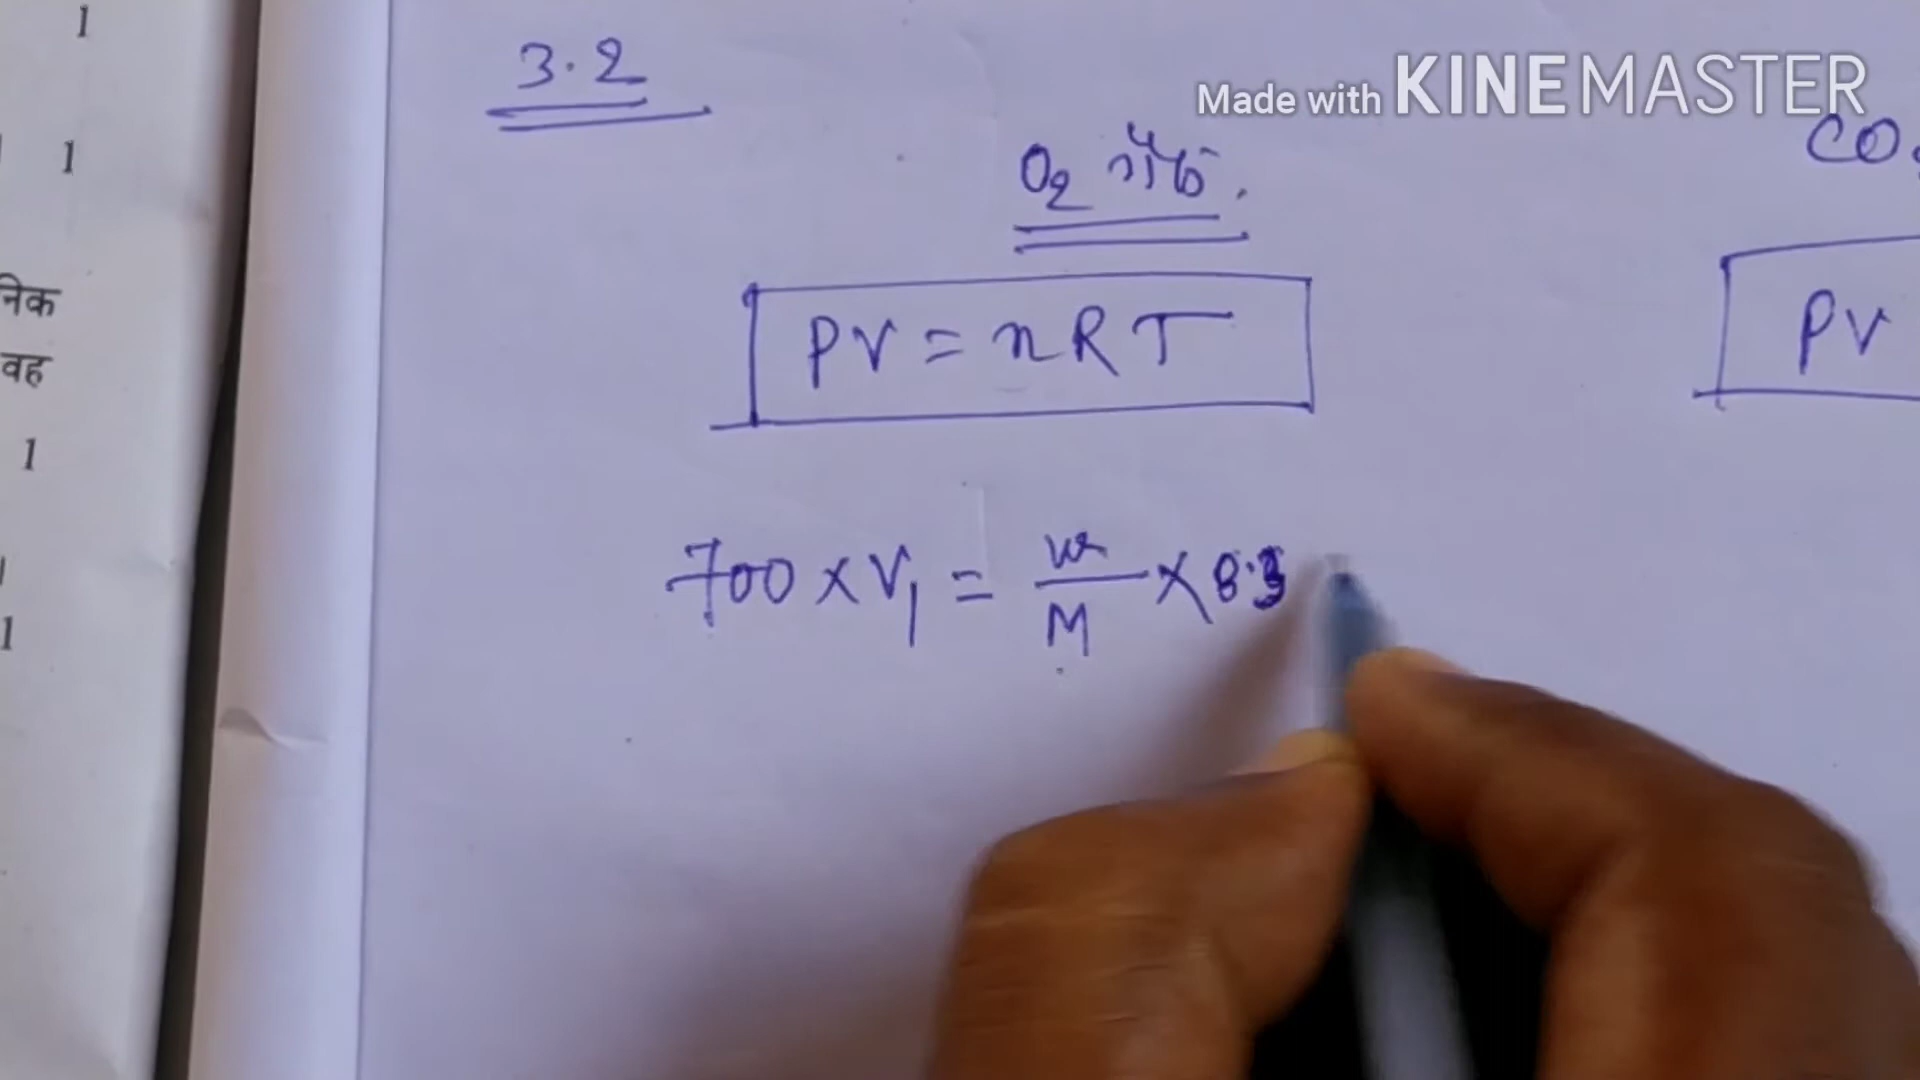 1
1
निक
वह
1
1
3.2
Made with KINEMASTER
O2 गैस.
CO
PV = nRT
PV
700 × V1 = w/M × 8.3